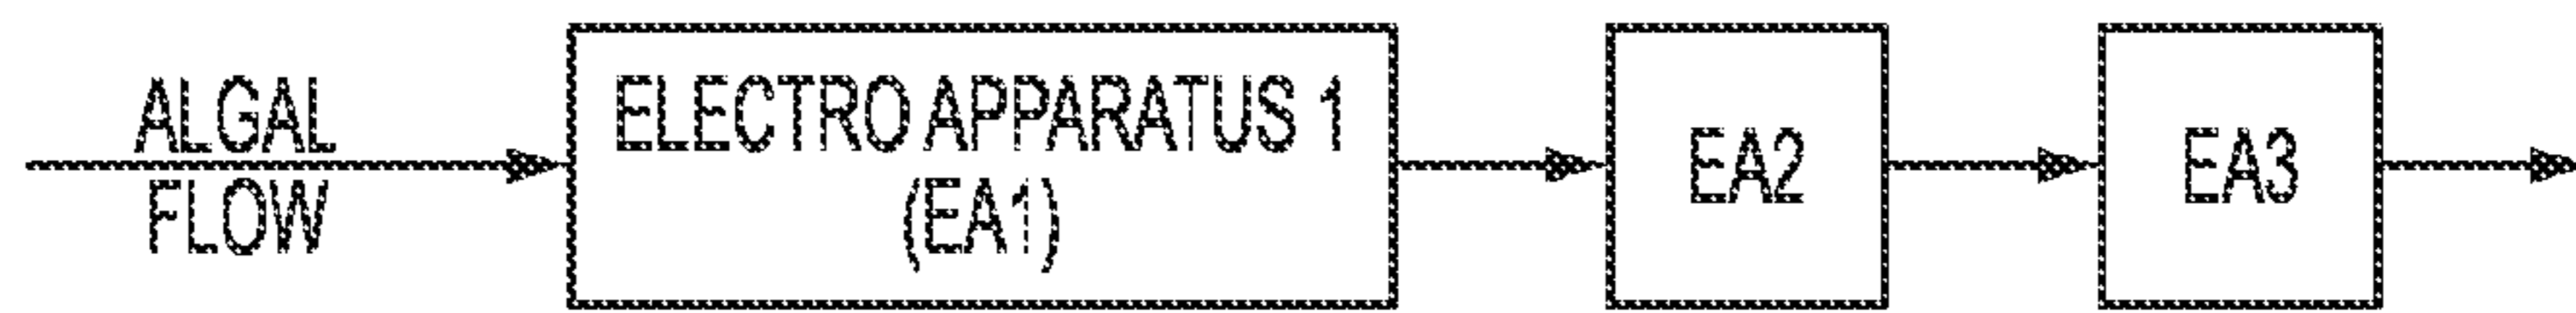 ALGAL
FLOW
ELECTRO APPARATUS 1
(EA1)
EA2
EA3